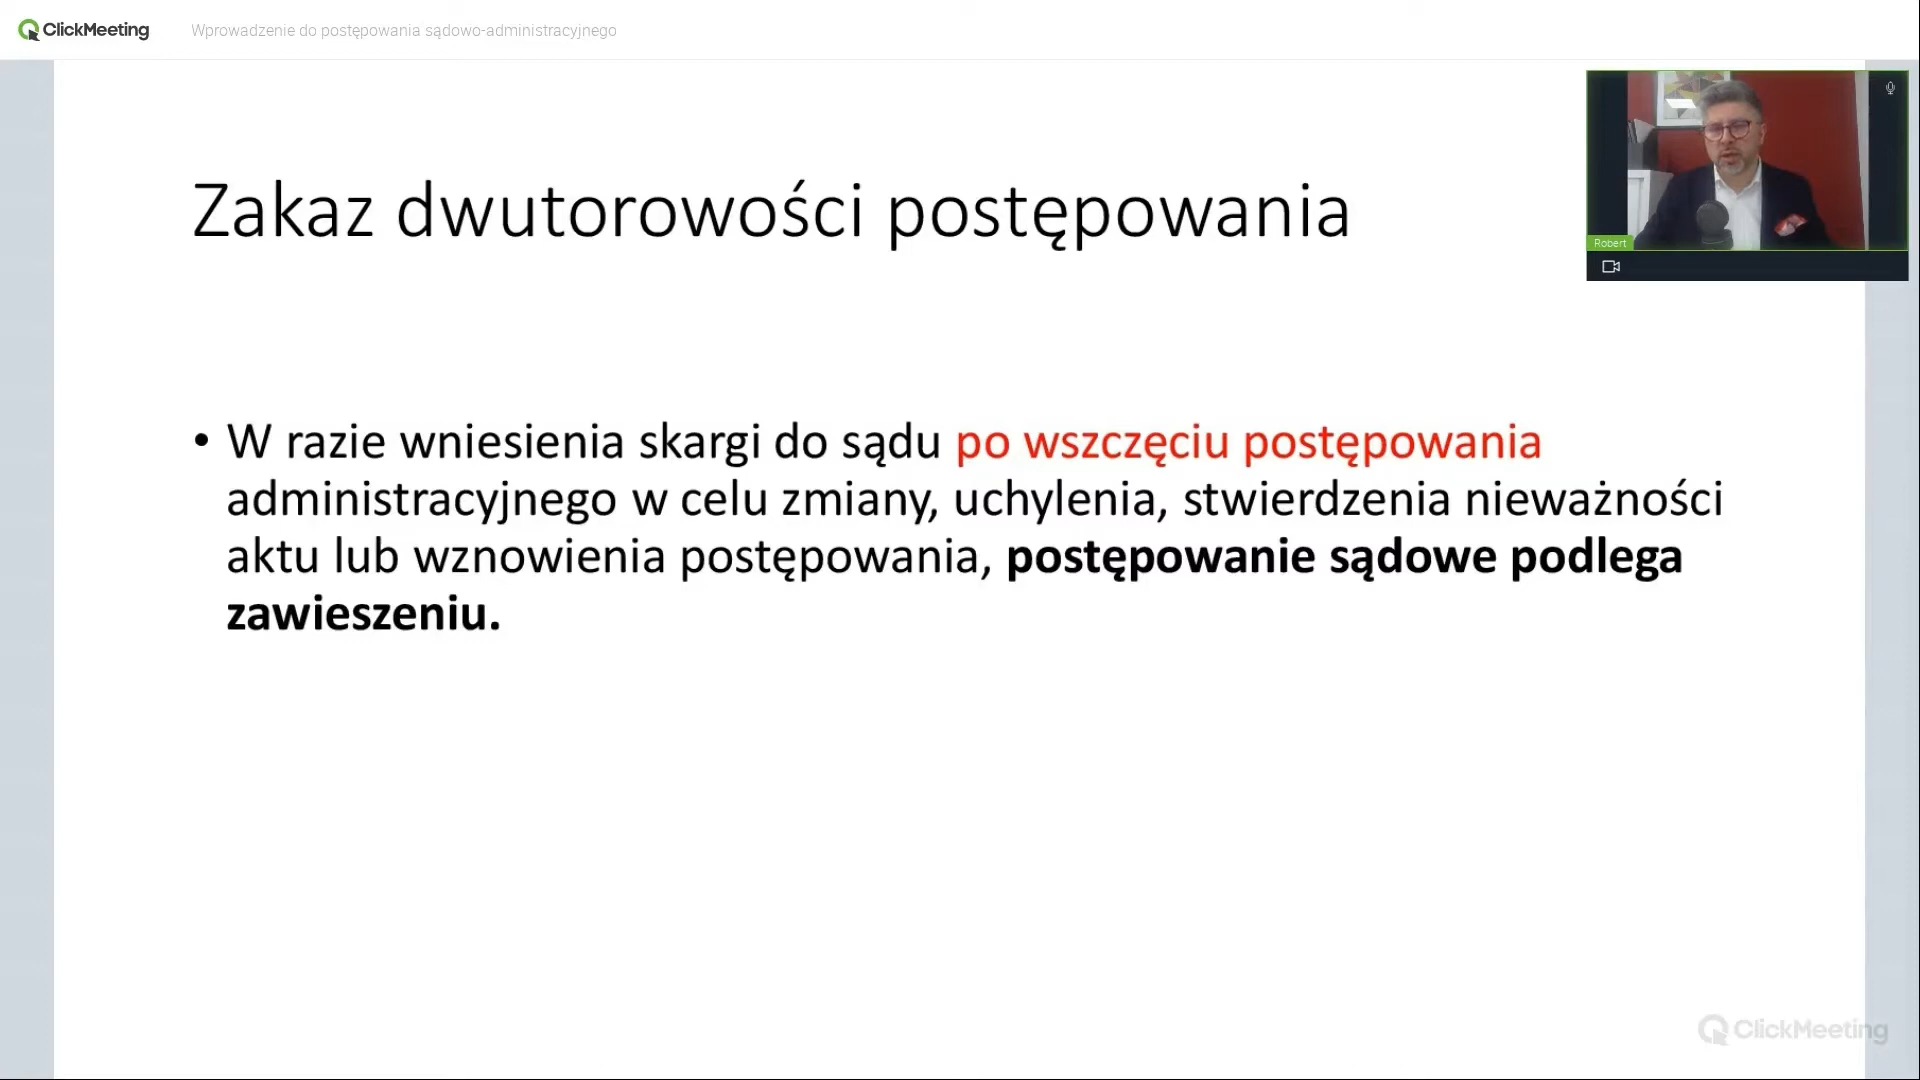 ClickMeeting
Wprowadzenie do postępowania sądowo-administracyjnego
Zakaz dwutorowości postępowania
Robert
• W razie wniesienia skargi do sądu po wszczęciu postępowania
administracyjnego w celu zmiany, uchylenia, stwierdzenia nieważności
aktu lub wznowienia postępowania, postępowanie sądowe podlega
zawieszeniu.
ClickMeeting